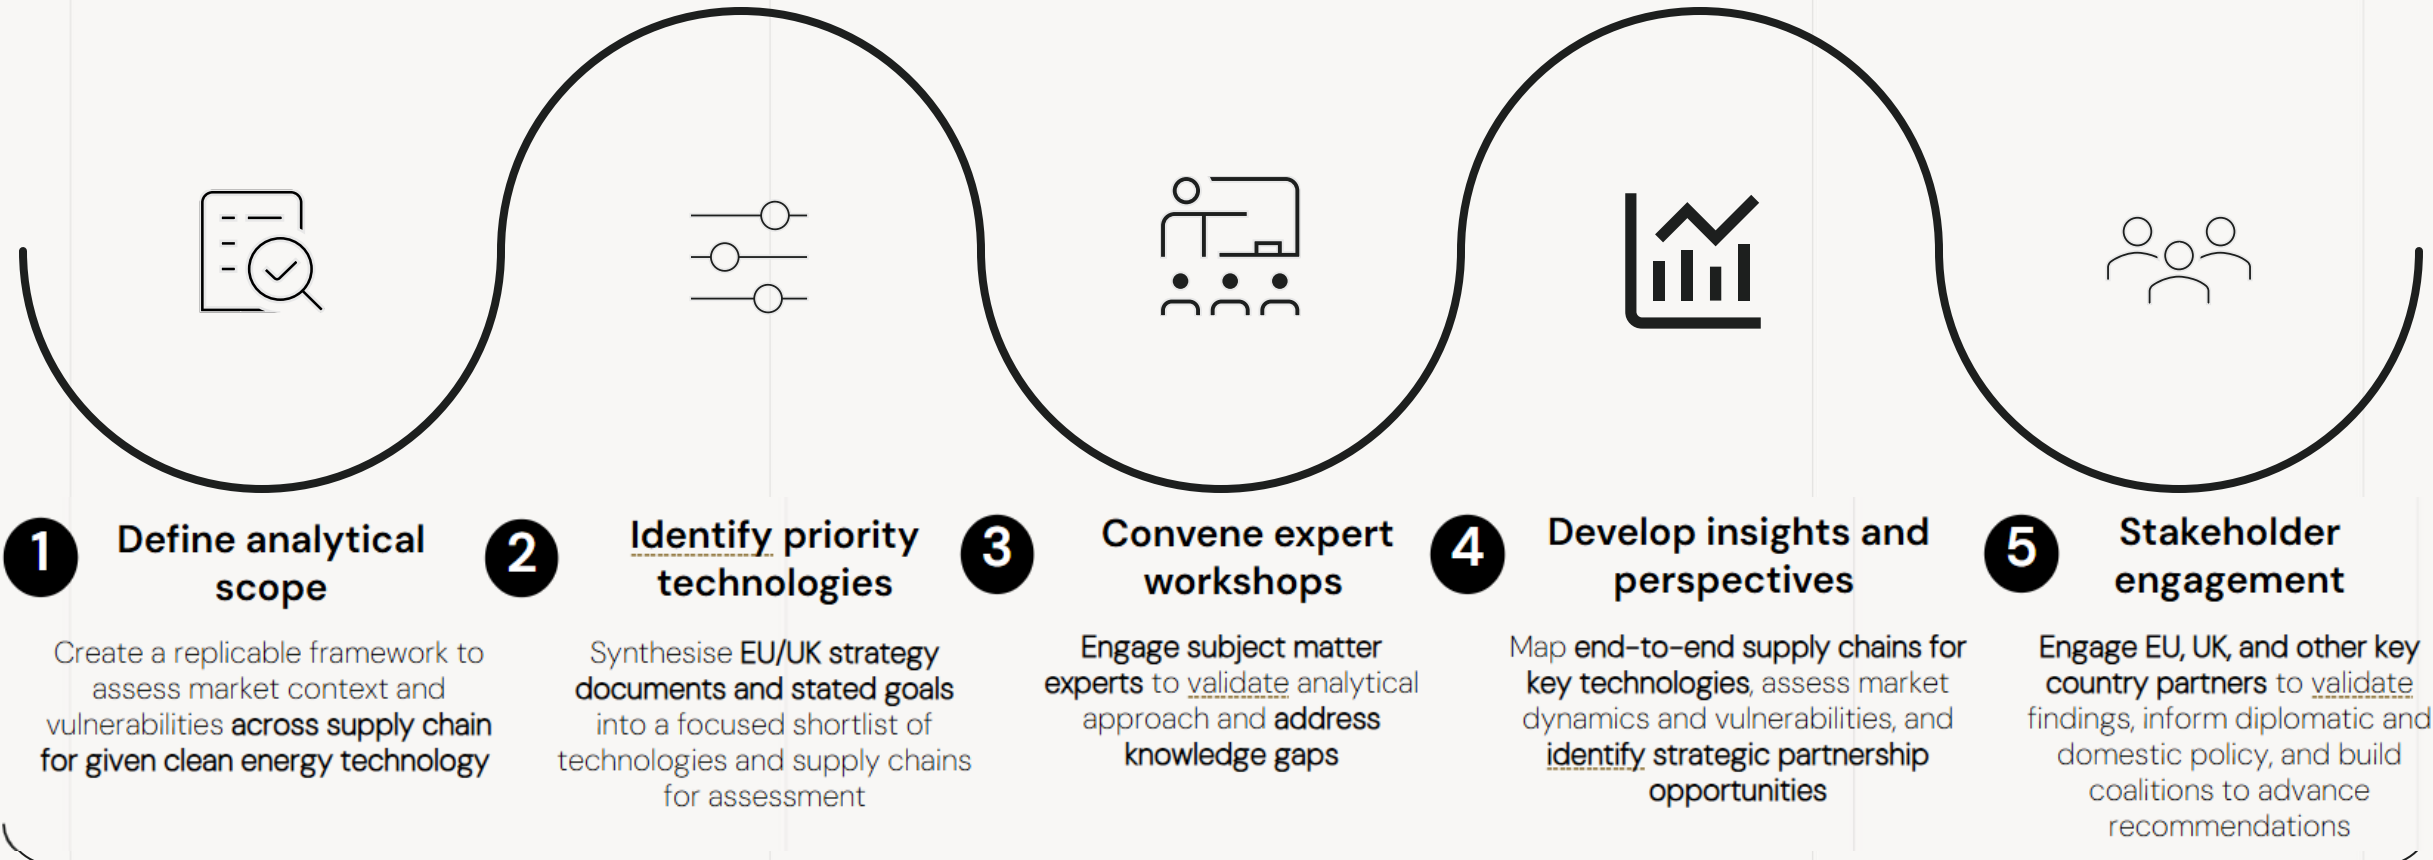 1
Define analytical
scope
Create a replicable framework to
assess market context and
vulnerabilities across supply chain
for given clean energy technology
2
Identify priority
technologies
Synthesise EU/UK strategy
documents and stated goals
into a focused shortlist of
technologies and supply chains
for assessment
3
Convene expert
workshops
Engage subject matter
experts to validate analytical
approach and address
knowledge gaps
4
Develop insights and
perspectives
Map end-to-end supply chains for
key technologies, assess market
dynamics and vulnerabilities, and
identify strategic partnership
opportunities
5
Stakeholder
engagement
Engage EU, UK, and other key
country partners to validate
findings, inform diplomatic and
domestic policy, and build
coalitions to advance
recommendations